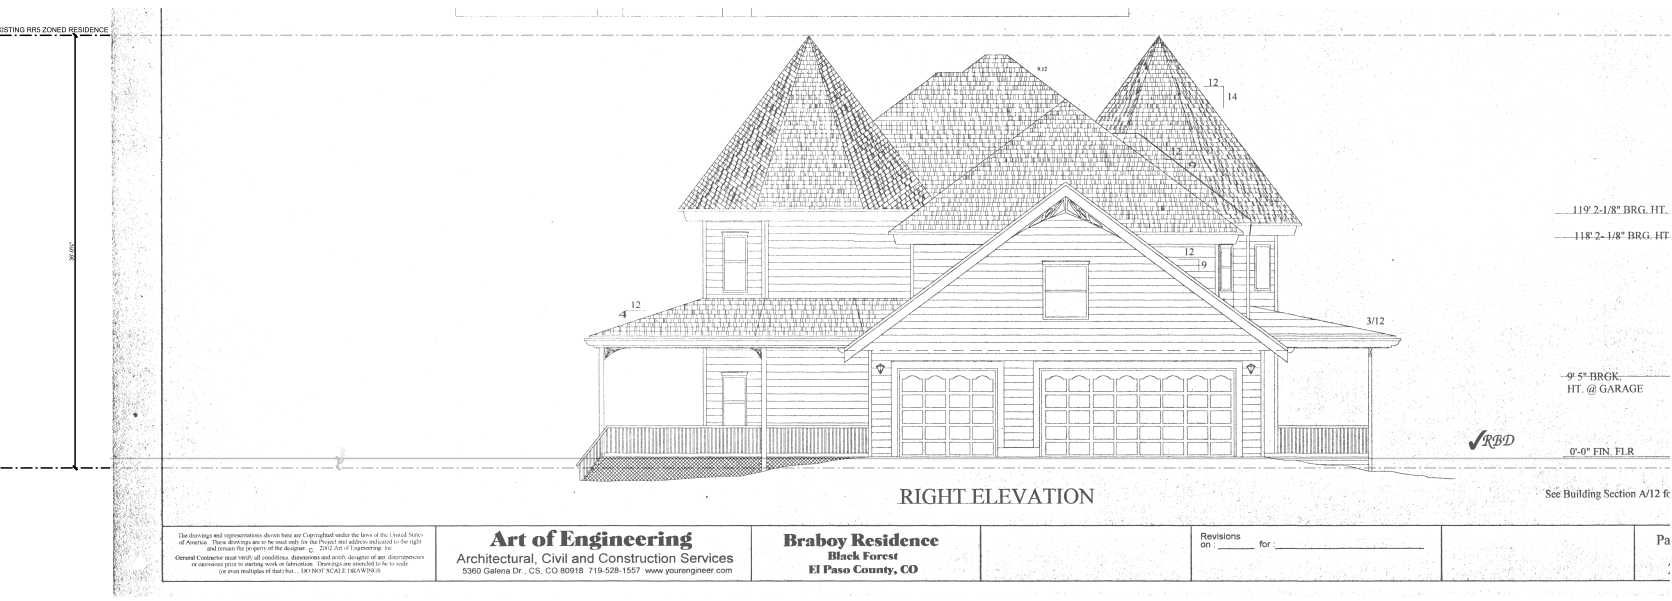 EXISTING RR5 ZONED RESIDENCE
9:12
12
14
12
9
119' 2-1/8" BRG. HT.
118' 2- 1/8" BRG. HT
12
9
12
4
3/12
9' 5" BRGK.
HT. @ GARAGE
RBD
0'-0" FIN. FLR
RIGHT ELEVATION
See Building Section A/12 fo
The drawings and representations shown here are Copyrighted under the laws of the United States
of America. These drawings are to be used only for the Project and address indicated to the right
and remain the property of the designer. © 2002 Art of Engineering, Inc
General Contractor must verify all conditions, dimensions and notify designer of any discrepencies
or omissions prior to starting work or fabrication. Drawings are intended to be to scale
(or even multiples of that) but... DO NOT SCALE DRAWINGS
Art of Engineering
Architectural, Civil and Construction Services
5360 Galena Dr., CS, CO 80918 719-528-1557 www.yourengineer.com
Braboy Residence
Black Forest
El Paso County, CO
Revisions
on : for :
Pa
2